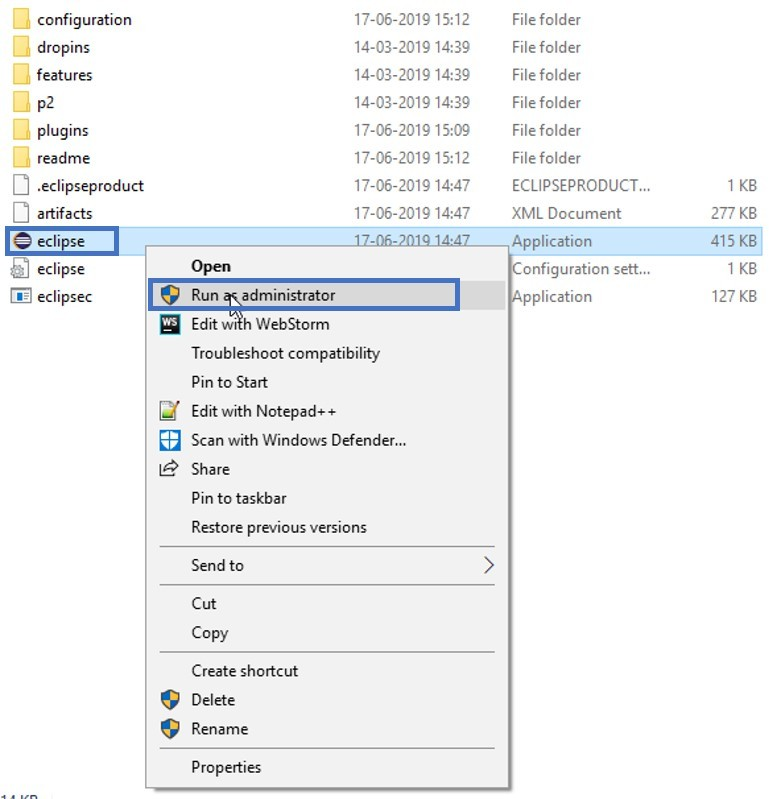 configuration 17-06-2019 15:12 File folder
dropins 14-03-2019 14:39 File folder
features 14-03-2019 14:39 File folder
p2 14-03-2019 14:39 File folder
plugins 17-06-2019 15:09 File folder
readme 17-06-2019 15:12 File folder
.eclipseproduct 17-06-2019 14:47 ECLIPSEPRODUCT... 1 KB
artifacts 17-06-2019 14:47 XML Document 277 KB
eclipse 17-06-2019 14:47 Application 415 KB
eclipse Configuration sett... 1 KB
eclipsec Application 127 KB
Open
Run as administrator
WS Edit with WebStorm
Troubleshoot compatibility
Pin to Start
Edit with Notepad++
Scan with Windows Defender...
Share
Pin to taskbar
Restore previous versions
Send to
Cut
Copy
Create shortcut
Delete
Rename
Properties